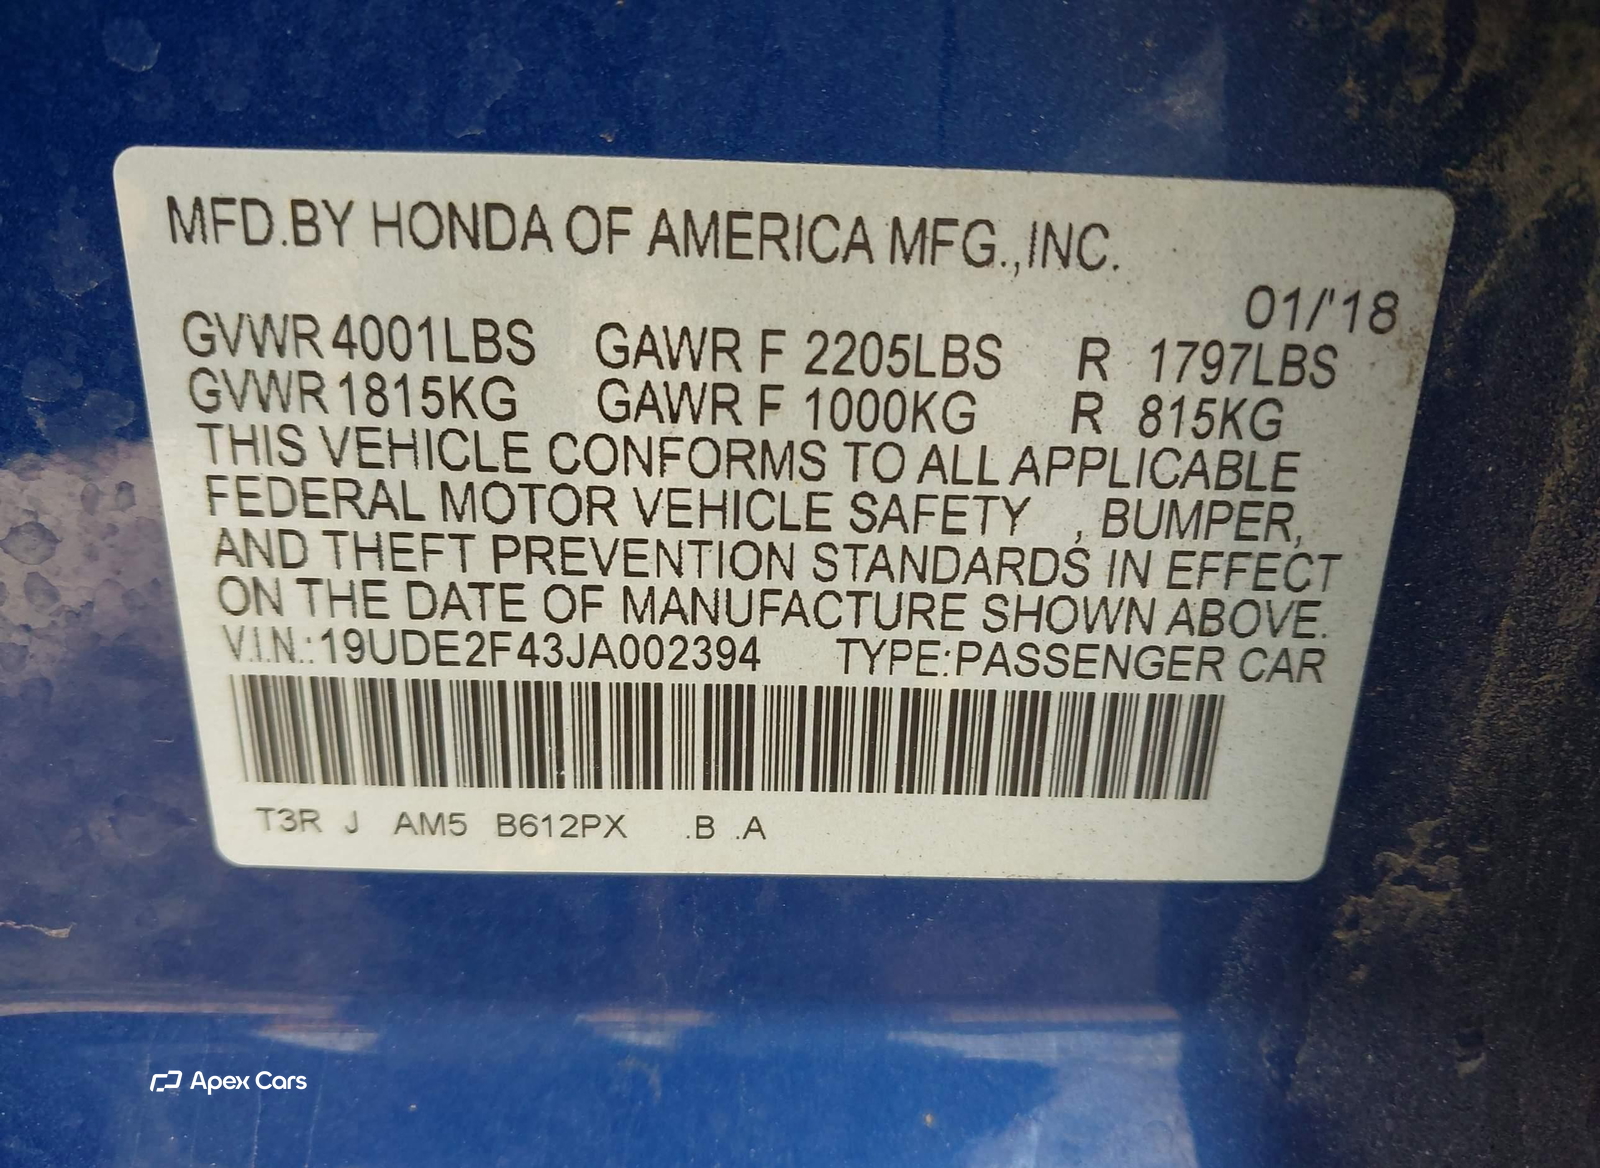 MFD.BY HONDA OF AMERICA MFG.,INC.
01/'18
GVWR 4001LBS GAWR F 2205LBS R 1797LBS
GVWR 1815KG GAWR F 1000KG R 815KG
THIS VEHICLE CONFORMS TO ALL APPLICABLE
FEDERAL MOTOR VEHICLE SAFETY , BUMPER,
AND THEFT PREVENTION STANDARDS IN EFFECT
ON THE DATE OF MANUFACTURE SHOWN ABOVE.
V.I.N.:19UDE2F43JA002394 TYPE:PASSENGER CAR
T3R J AM5 B612PX .B .A
Apex Cars